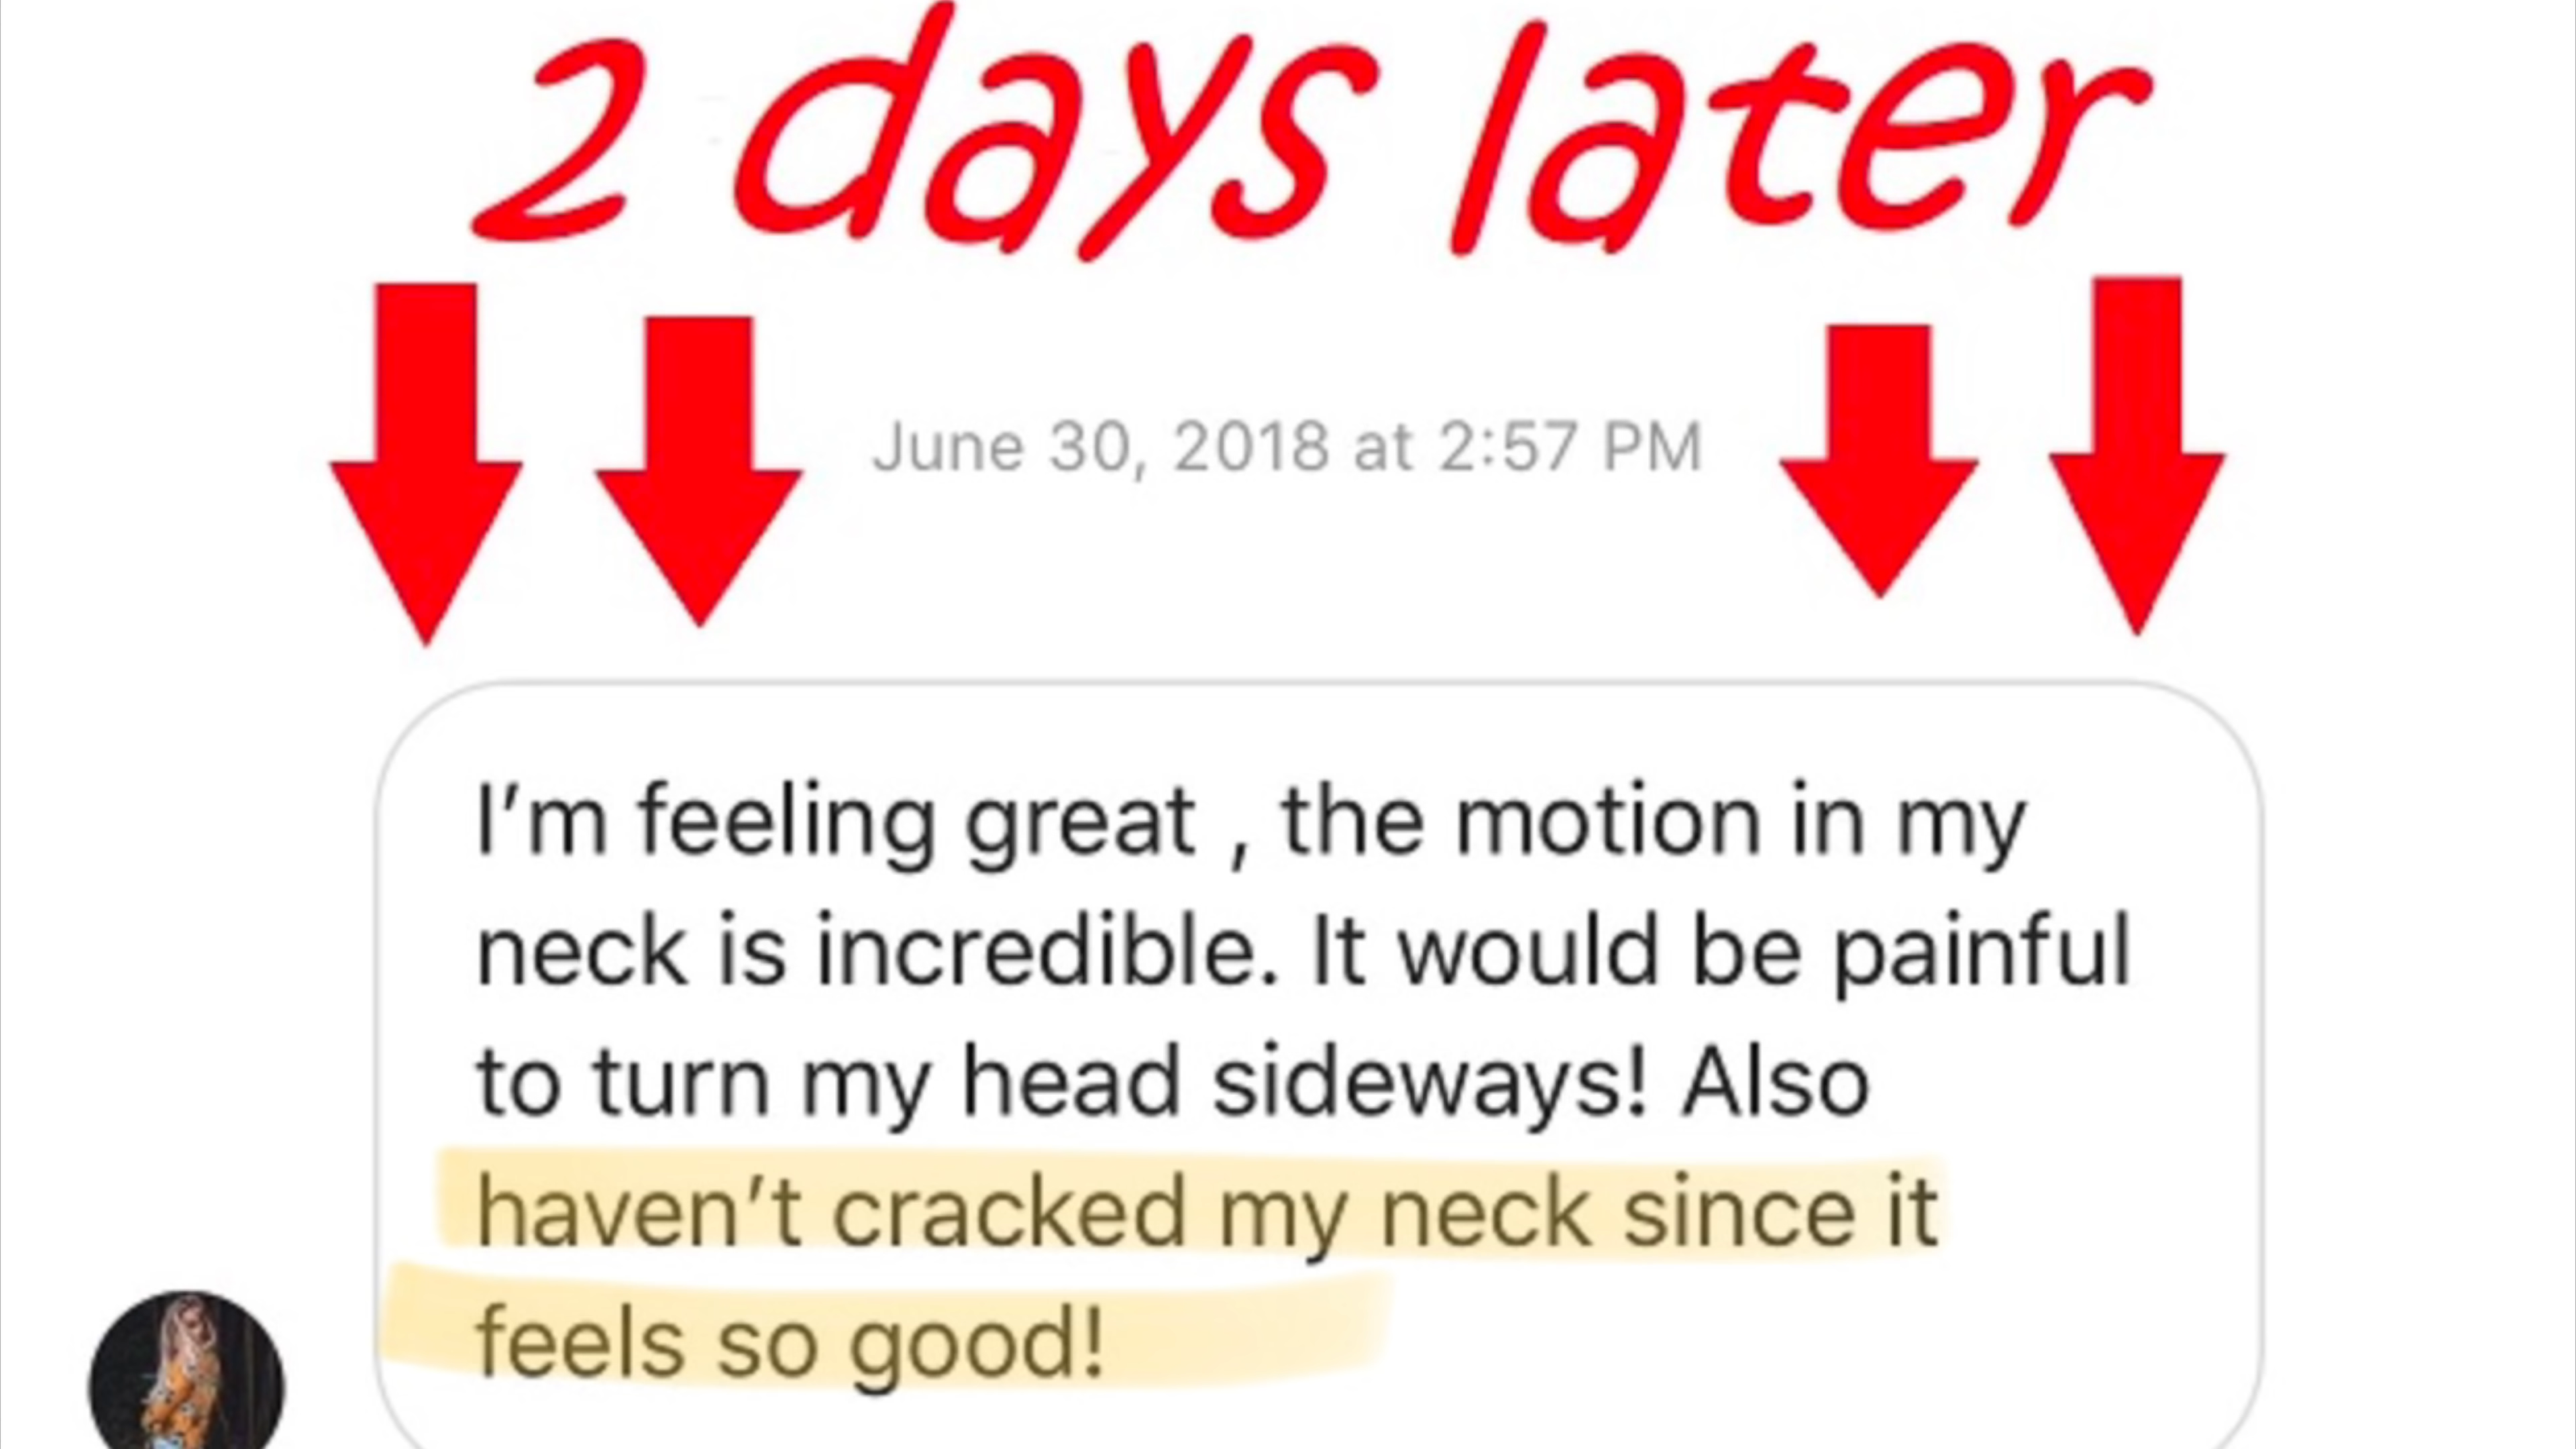 2 days later
June 30, 2018 at 2:57 PM
I'm feeling great , the motion in my
neck is incredible. It would be painful
to turn my head sideways! Also
haven't cracked my neck since it
feels so good!